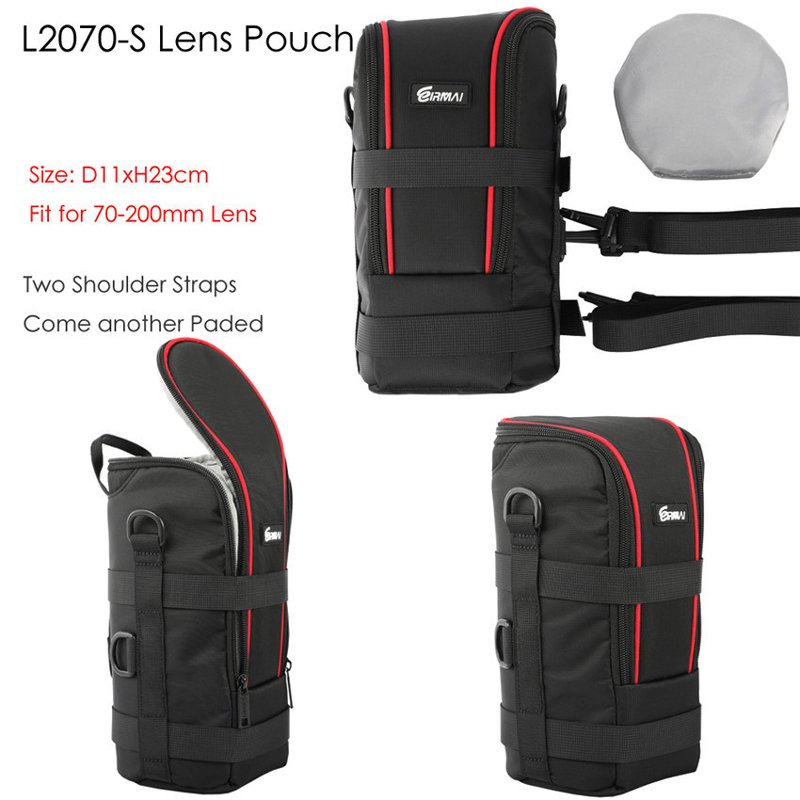 L2070-S Lens Pouch
EIRMAI
Size: D11xH23cm
Fit for 70-200mm Lens
Two Shoulder Straps
Come another Paded
EIRMAI
EIRMAI